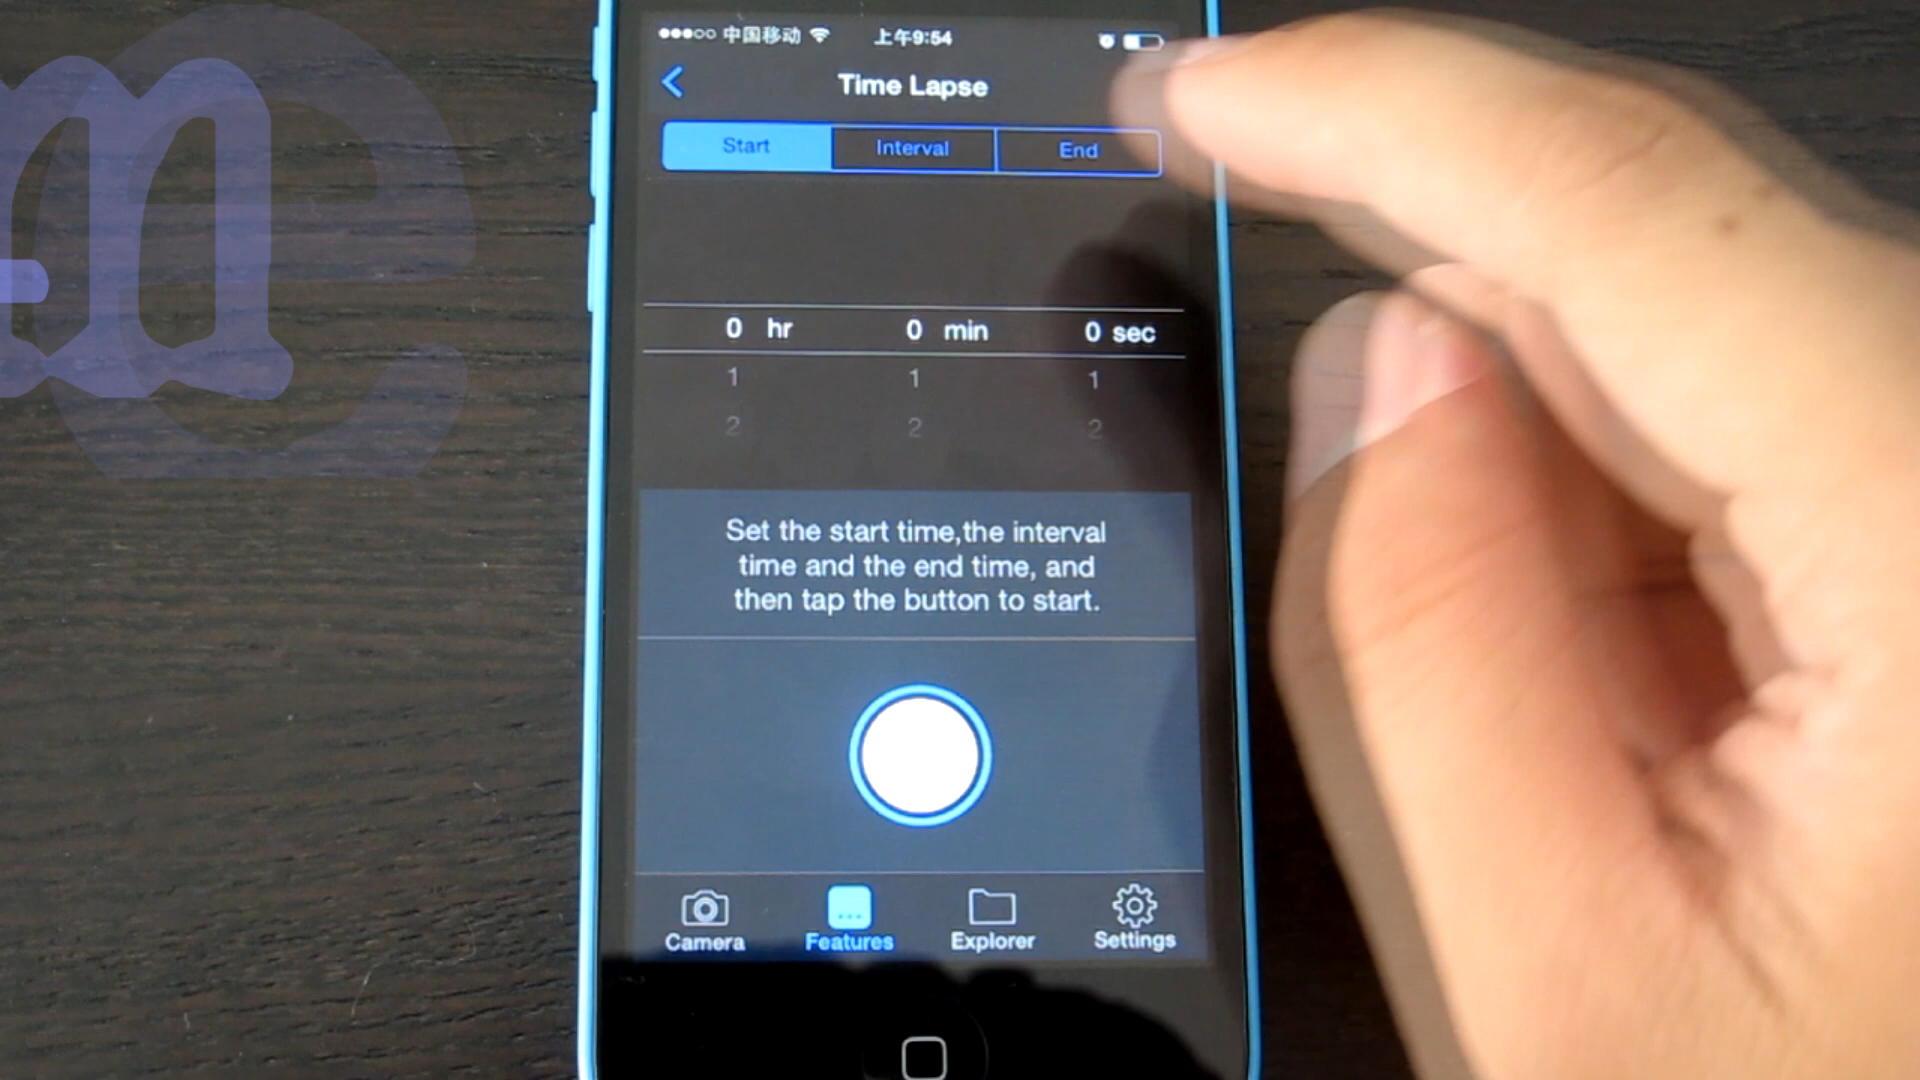 中国移动 上午9:54
Time Lapse
Start Interval End
0 hr 0 min 0 sec
1 1 1
2 2 2
Set the start time,the interval
time and the end time, and
then tap the button to start.
Camera Features Explorer Settings